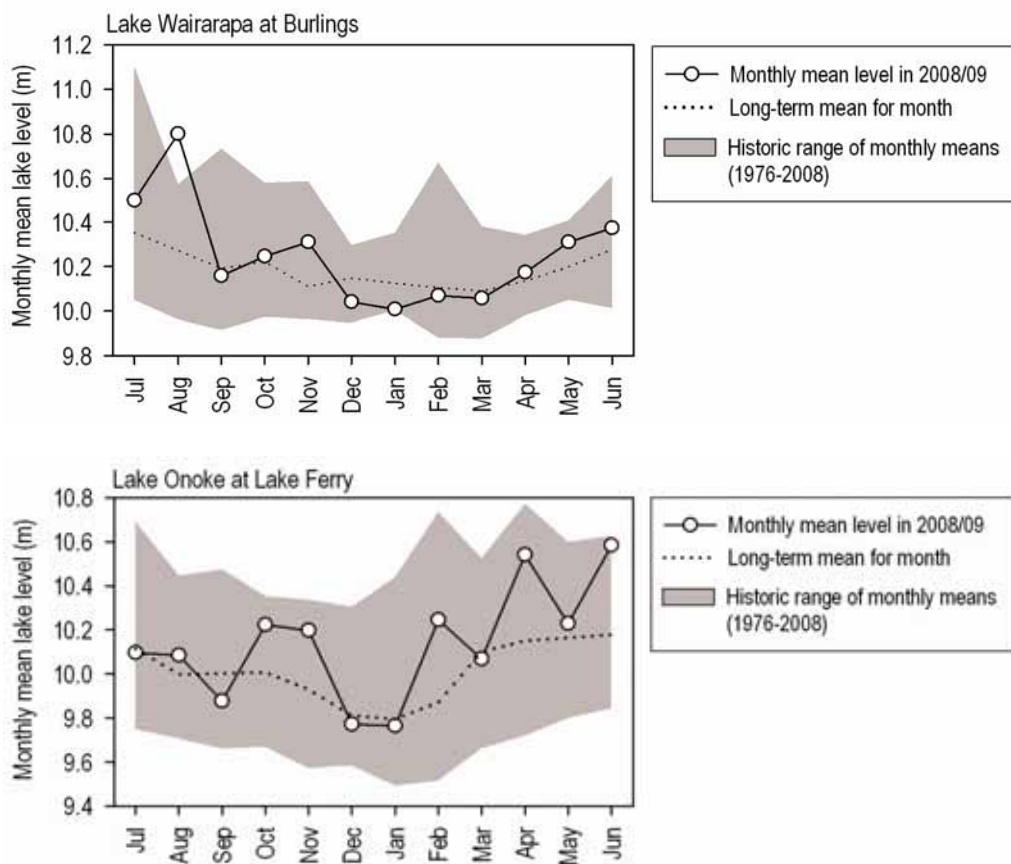 Lake Wairarapa at Burlings
Monthly mean lake level (m)
11.2
11.0
10.8
10.6
10.4
10.2
10.0
9.8
Jul
Aug
Sep
Oct
Nov
Dec
Jan
Feb
Mar
Apr
May
Jun
Monthly mean level in 2008/09
Long-term mean for month
Historic range of monthly means
(1976-2008)
Lake Onoke at Lake Ferry
Monthly mean lake level (m)
10.8
10.6
10.4
10.2
10.0
9.8
9.6
9.4
Jul
Aug
Sep
Oct
Nov
Dec
Jan
Feb
Mar
Apr
May
Jun
Monthly mean level in 2008/09
Long-term mean for month
Historic range of monthly means
(1976-2008)